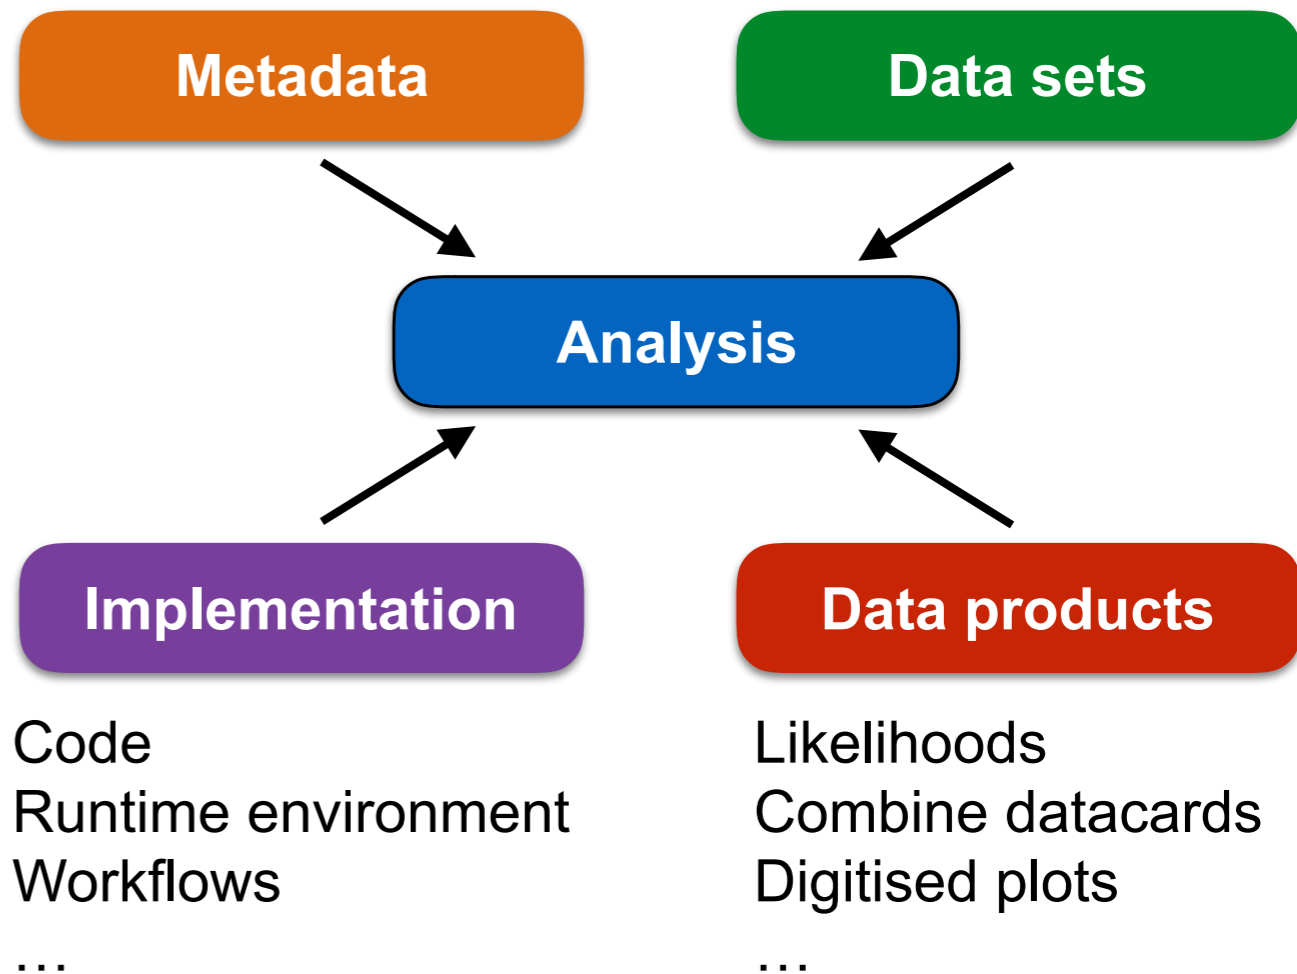 Metadata
Data sets
Analysis
Implementation
Data products
Code
Runtime environment
Workflows
…
Likelihoods
Combine datacards
Digitised plots
…